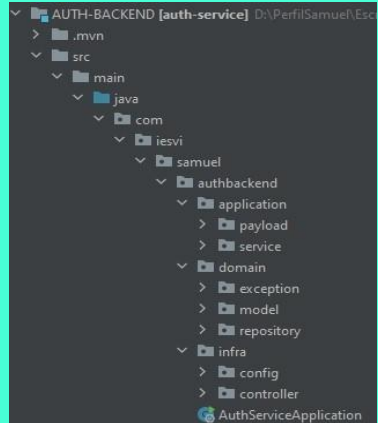 AUTH-BACKEND [auth-service] D:\PerfilSamuel\Escr
.mvn
src
main
java
com
iesvi
samuel
authbackend
application
payload
service
domain
exception
model
repository
infra
config
controller
AuthServiceApplication